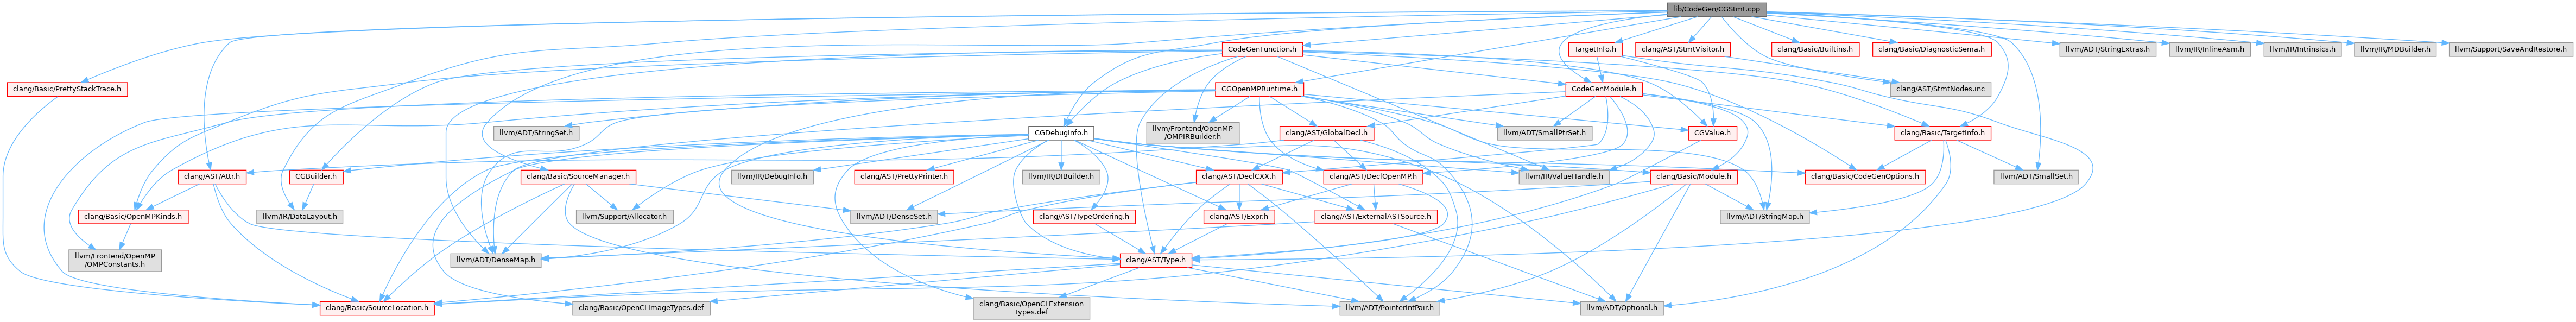 lib/CodeGen/CGStmt.cpp
CodeGenFunction.h
TargetInfo.h
clang/AST/StmtVisitor.h
clang/Basic/Builtins.h
clang/Basic/DiagnosticSema.h
llvm/ADT/StringExtras.h
llvm/IR/InlineAsm.h
llvm/IR/Intrinsics.h
llvm/IR/MDBuilder.h
llvm/Support/SaveAndRestore.h
clang/Basic/PrettyStackTrace.h
CGOpenMPRuntime.h
CodeGenModule.h
clang/AST/StmtNodes.inc
llvm/ADT/StringSet.h
CGDebugInfo.h
llvm/Frontend/OpenMP
/OMPIRBuilder.h
clang/AST/GlobalDecl.h
llvm/ADT/SmallPtrSet.h
CGValue.h
clang/Basic/TargetInfo.h
clang/AST/Attr.h
CGBuilder.h
clang/Basic/SourceManager.h
llvm/IR/DebugInfo.h
clang/AST/PrettyPrinter.h
llvm/IR/DIBuilder.h
clang/AST/DeclCXX.h
clang/AST/DeclOpenMP.h
llvm/IR/ValueHandle.h
clang/Basic/Module.h
clang/Basic/CodeGenOptions.h
llvm/ADT/SmallSet.h
clang/Basic/OpenMPKinds.h
llvm/IR/DataLayout.h
llvm/Support/Allocator.h
llvm/ADT/DenseSet.h
clang/AST/TypeOrdering.h
clang/AST/Expr.h
clang/AST/ExternalASTSource.h
llvm/ADT/StringMap.h
llvm/Frontend/OpenMP
/OMPConstants.h
llvm/ADT/DenseMap.h
clang/AST/Type.h
clang/Basic/SourceLocation.h
clang/Basic/OpenCLImageTypes.def
clang/Basic/OpenCLExtension
Types.def
llvm/ADT/PointerIntPair.h
llvm/ADT/Optional.h